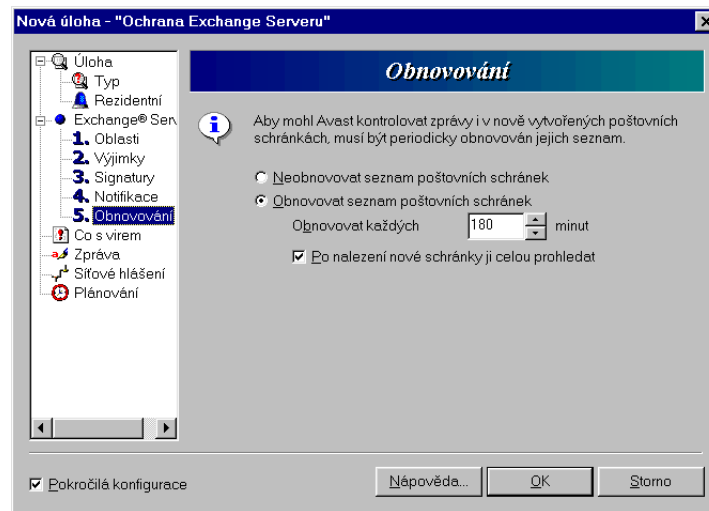 Nová úloha - "Ochrana Exchange Serveru"
Úloha
Typ
Rezidentní
Exchange® Serv
1. Oblasti
2. Výjimky
3. Signatury
4. Notifikace
5. Obnovování
Co s virem
Zpráva
Síťové hlášení
Plánování
Obnovování
Aby mohl Avast kontrolovat zprávy i v nově vytvořených poštovních
schránkách, musí být periodicky obnovován jejich seznam.
Neobnovovat seznam poštovních schránek
Obnovovat seznam poštovních schránek
Obnovovat každých 180 minut
Po nalezení nové schránky ji celou prohledat
Pokročilá konfigurace
Nápověda... OK Storno